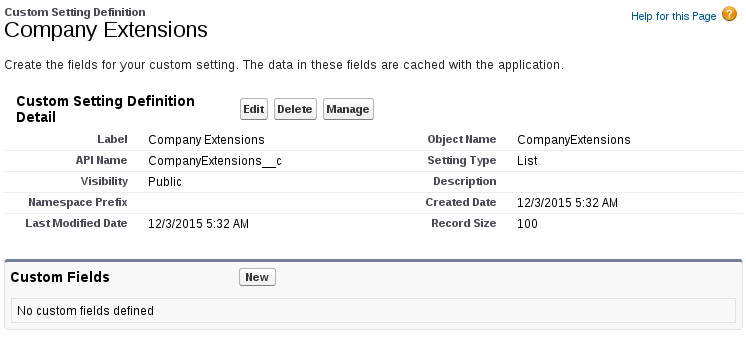 Custom Setting Definition
Company Extensions
Help for this Page ?
Create the fields for your custom setting. The data in these fields are cached with the application.
Custom Setting Definition
Detail
Edit Delete Manage
Label Company Extensions Object Name CompanyExtensions
API Name CompanyExtensions__c Setting Type List
Visibility Public Description
Namespace Prefix Created Date 12/3/2015 5:32 AM
Last Modified Date 12/3/2015 5:32 AM Record Size 100
Custom Fields New
No custom fields defined